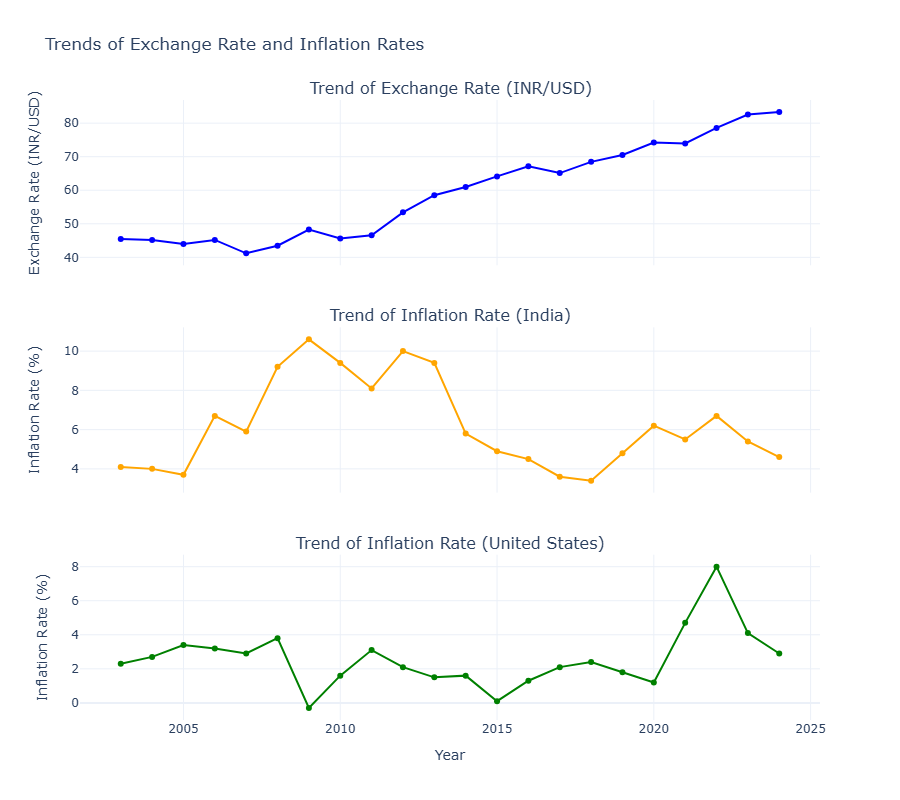 Trends of Exchange Rate and Inflation Rates
Trend of Exchange Rate (INR/USD)
Exchange Rate (INR/USD)
80
70
60
50
40
Trend of Inflation Rate (India)
Inflation Rate (%)
10
8
6
4
Trend of Inflation Rate (United States)
Inflation Rate (%)
8
6
4
2
0
2005 2010 2015 2020 2025
Year